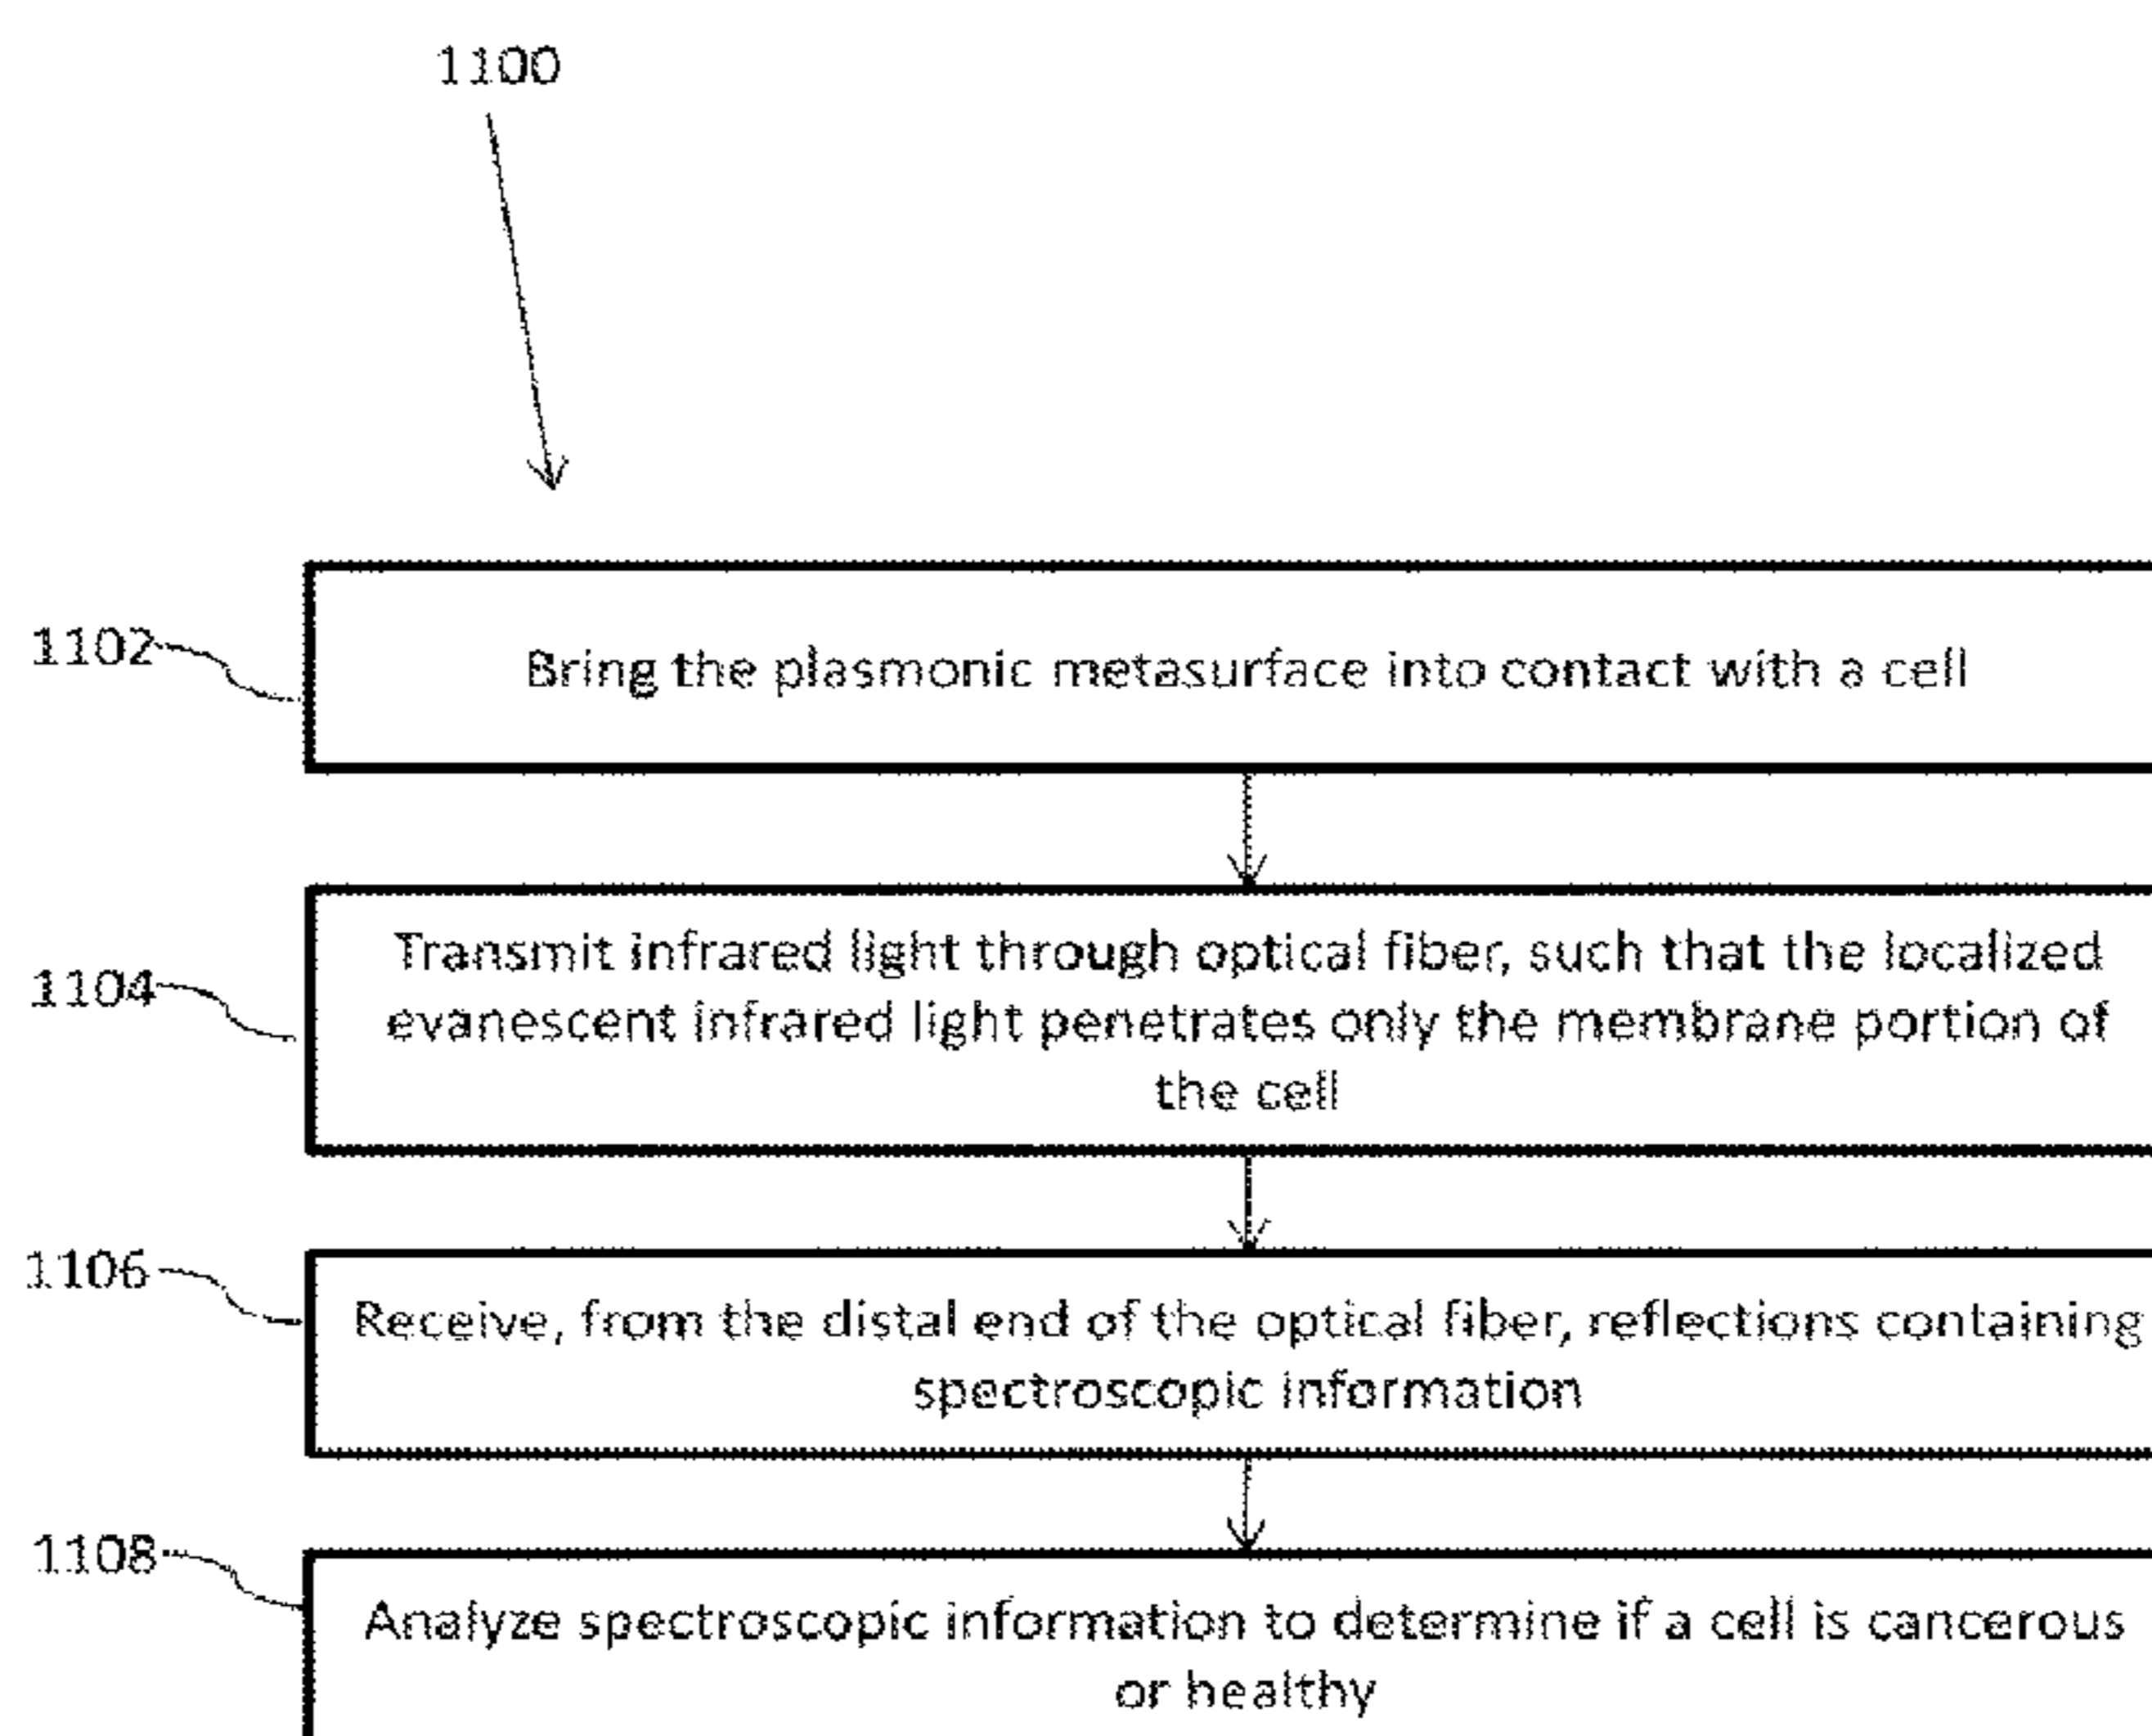 1100
1102
Bring the plasmonic metasurface into contact with a cell
1104
Transmit infrared light through optical fiber, such that the localized
evanescent infrared light penetrates only the membrane portion of
the cell
1106
Receive, from the distal end of the optical fiber, reflections containing
spectroscopic information
1108
Analyze spectroscopic information to determine if a cell is cancerous
or healthy